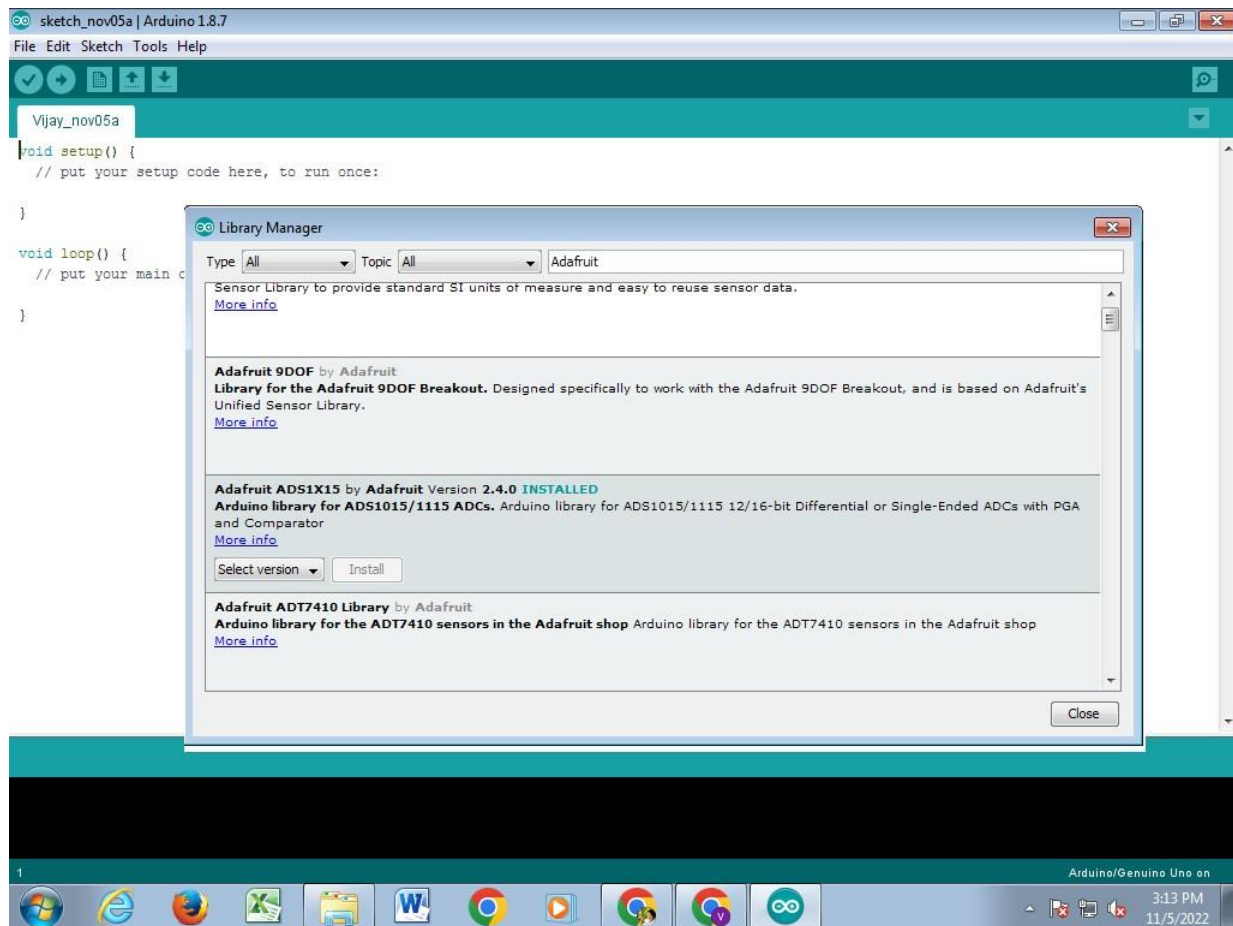 sketch_nov05a | Arduino 1.8.7
File Edit Sketch Tools Help
Vijay_nov05a
void setup() {
// put your setup code here, to run once:
}
void loop() {
// put your main c
}
Library Manager
Type All Topic All Adafruit
Sensor Library to provide standard SI units of measure and easy to reuse sensor data.
More info
Adafruit 9DOF by Adafruit
Library for the Adafruit 9DOF Breakout. Designed specifically to work with the Adafruit 9DOF Breakout, and is based on Adafruit's
Unified Sensor Library.
More info
Adafruit ADS1X15 by Adafruit Version 2.4.0 INSTALLED
Arduino library for ADS1015/1115 ADCs. Arduino library for ADS1015/1115 12/16-bit Differential or Single-Ended ADCs with PGA
and Comparator
More info
Select version Install
Adafruit ADT7410 Library by Adafruit
Arduino library for the ADT7410 sensors in the Adafruit shop Arduino library for the ADT7410 sensors in the Adafruit shop
More info
Close
1 Arduino/Genuino Uno on
3:13 PM
11/5/2022